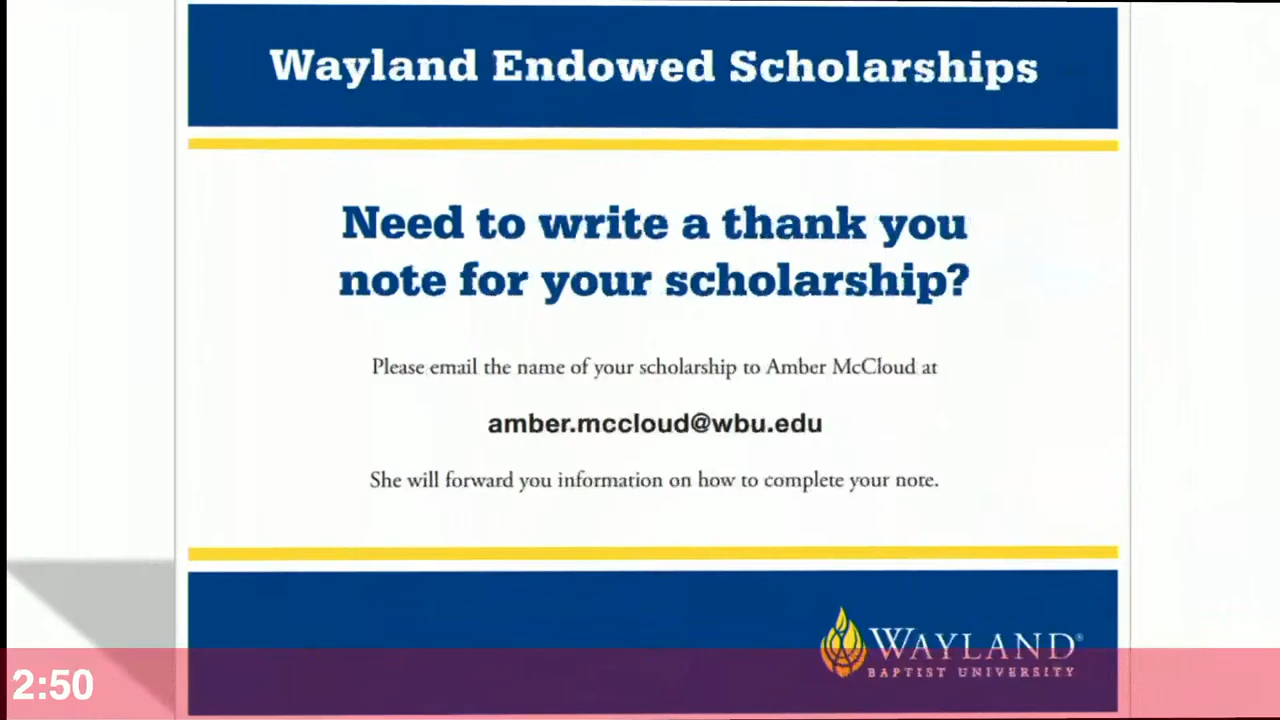 Wayland Endowed Scholarships
Need to write a thank you
note for your scholarship?
Please email the name of your scholarship to Amber McCloud at
amber.mccloud@wbu.edu
She will forward you information on how to complete your note.
WAYLAND®
BAPTIST UNIVERSITY
2:50